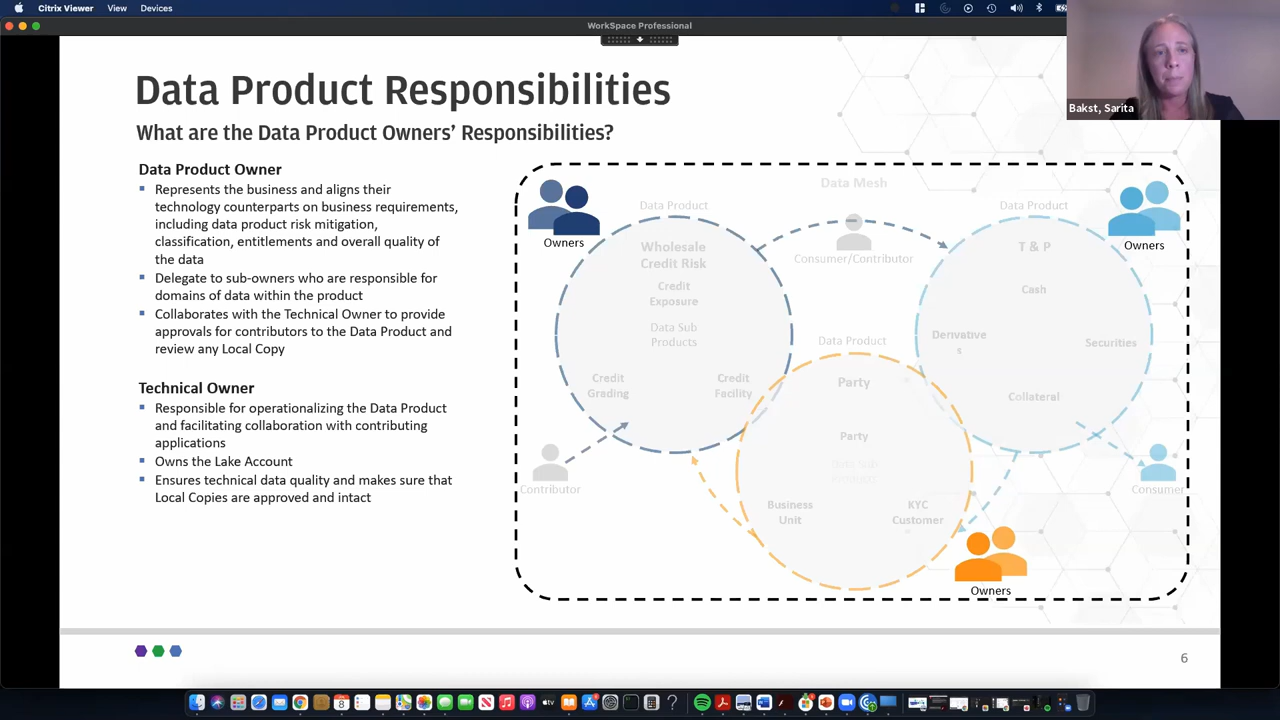 Citrix Viewer View Devices
WorkSpace Professional
Bakst, Sarita
Data Product Responsibilities
What are the Data Product Owners' Responsibilities?
Data Product Owner
Represents the business and aligns their
technology counterparts on business requirements,
including data product risk mitigation,
classification, entitlements and overall quality of
the data
Delegate to sub-owners who are responsible for
domains of data within the product
Collaborates with the Technical Owner to provide
approvals for contributors to the Data Product and
review any Local Copy
Technical Owner
Responsible for operationalizing the Data Product
and facilitating collaboration with contributing
applications
Owns the Lake Account
Ensures technical data quality and makes sure that
Local Copies are approved and intact
Data Mesh
Owners
Data Product
Wholesale
Credit Risk
Credit
Exposure
Data Sub
Products
Credit
Grading
Credit
Facility
Contributor
Consumer/Contributor
Data Product
T & P
Cash
Derivative
s
Securities
Collateral
Owners
Consumer
Data Product
Party
Party
Business
Unit
KYC
Customer
Owners
6